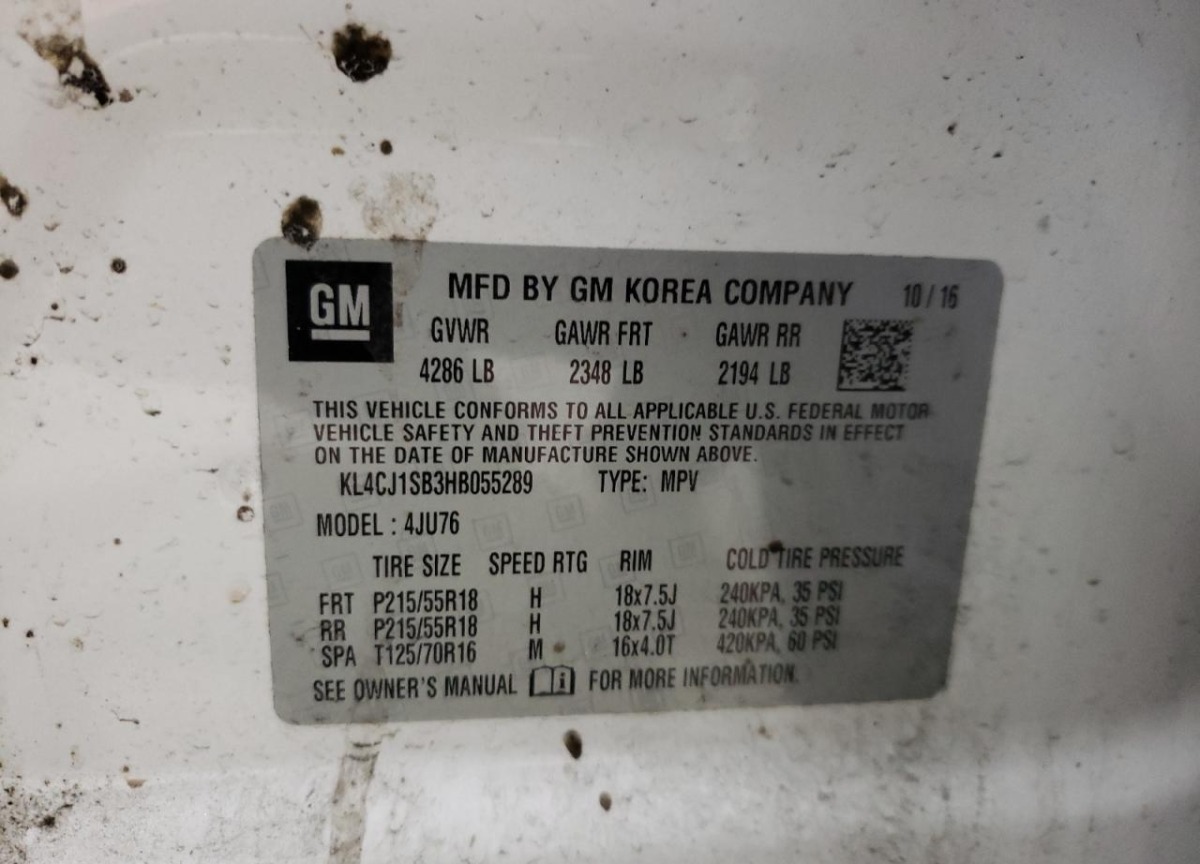 GM
MFD BY GM KOREA COMPANY 10 / 16
GVWR GAWR FRT GAWR RR
4286 LB 2348 LB 2194 LB
THIS VEHICLE CONFORMS TO ALL APPLICABLE U.S. FEDERAL MOTOR
VEHICLE SAFETY AND THEFT PREVENTION STANDARDS IN EFFECT
ON THE DATE OF MANUFACTURE SHOWN ABOVE.
KL4CJ1SB3HB055289 TYPE: MPV
MODEL : 4JU76
TIRE SIZE SPEED RTG RIM COLD TIRE PRESSURE
FRT P215/55R18 H 18x7.5J 240KPA, 35 PSI
RR P215/55R18 H 18x7.5J 240KPA, 35 PSI
SPA T125/70R16 M 16x4.0T 420KPA, 60 PSI
SEE OWNER'S MANUAL i FOR MORE INFORMATION.